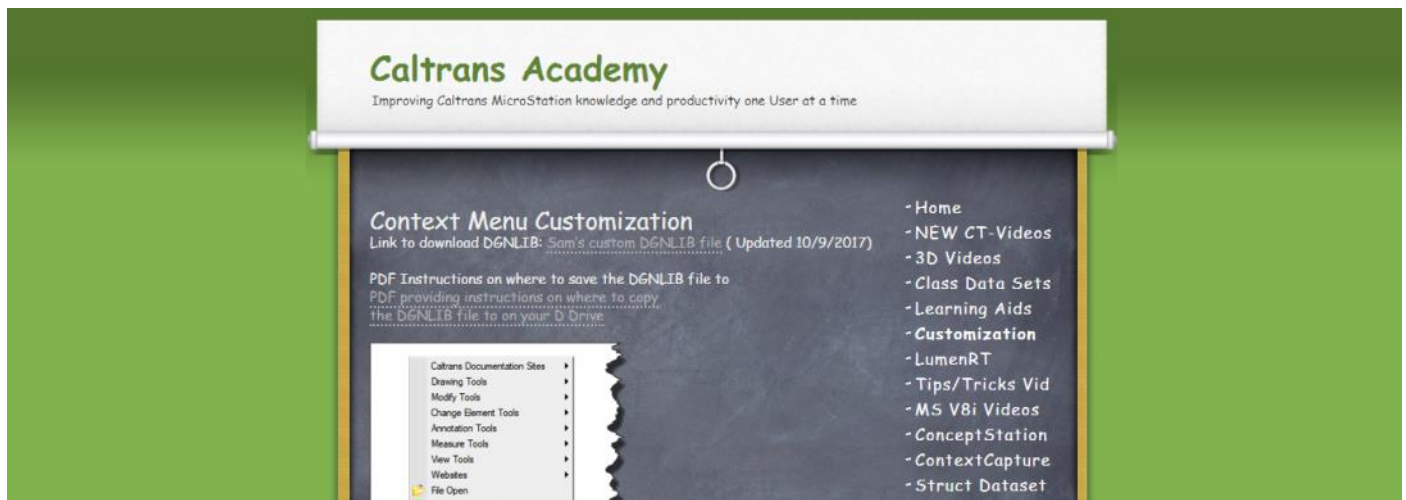 Caltrans Academy
Improving Caltrans MicroStation knowledge and productivity one User at a time
Context Menu Customization
Link to download DGNLIB: Sam's custom DGNLIB file ( Updated 10/9/2017)
PDF Instructions on where to save the DGNLIB file to
PDF providing instructions on where to copy
the DGNLIB file to on your D Drive
Caltrans Documentation Sites
Drawing Tools
Modify Tools
Change Element Tools
Annotation Tools
Measure Tools
View Tools
Websites
File Open
-Home
-NEW CT-Videos
-3D Videos
-Class Data Sets
-Learning Aids
-Customization
-LumenRT
-Tips/Tricks Vid
-MS V8i Videos
-ConceptStation
-ContextCapture
-Struct Dataset